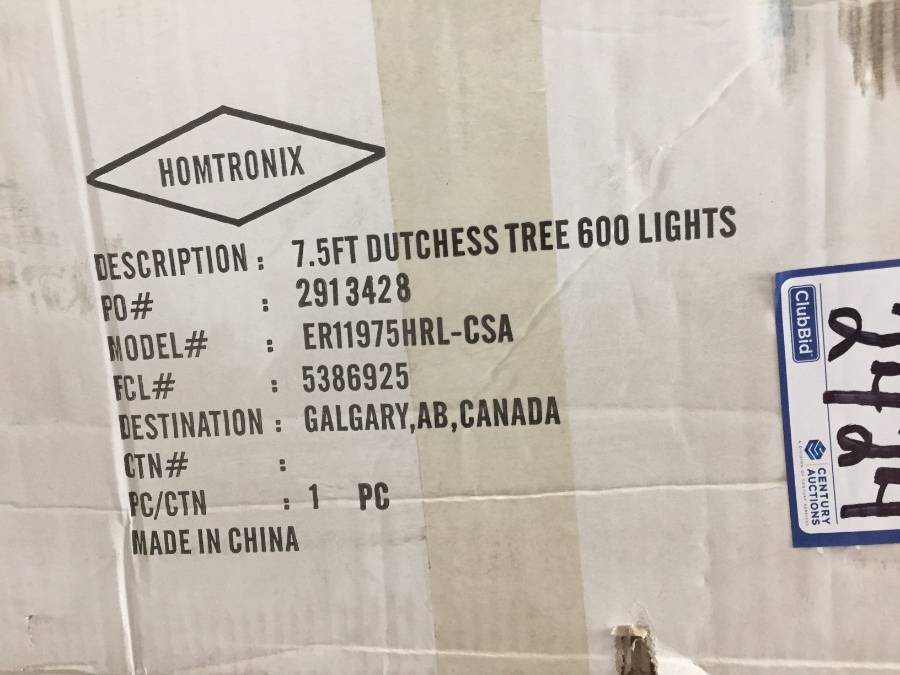 HOMTRONIX
DESCRIPTION : 7.5FT DUTCHESS TREE 600 LIGHTS
PO# : 2913428
MODEL# : ER11975HRL-CSA
FCL# : 5386925
DESTINATION : GALGARY,AB,CANADA
CTN# :
PC/CTN : 1 PC
MADE IN CHINA
ClubBid
CENTURY
AUCTIONS